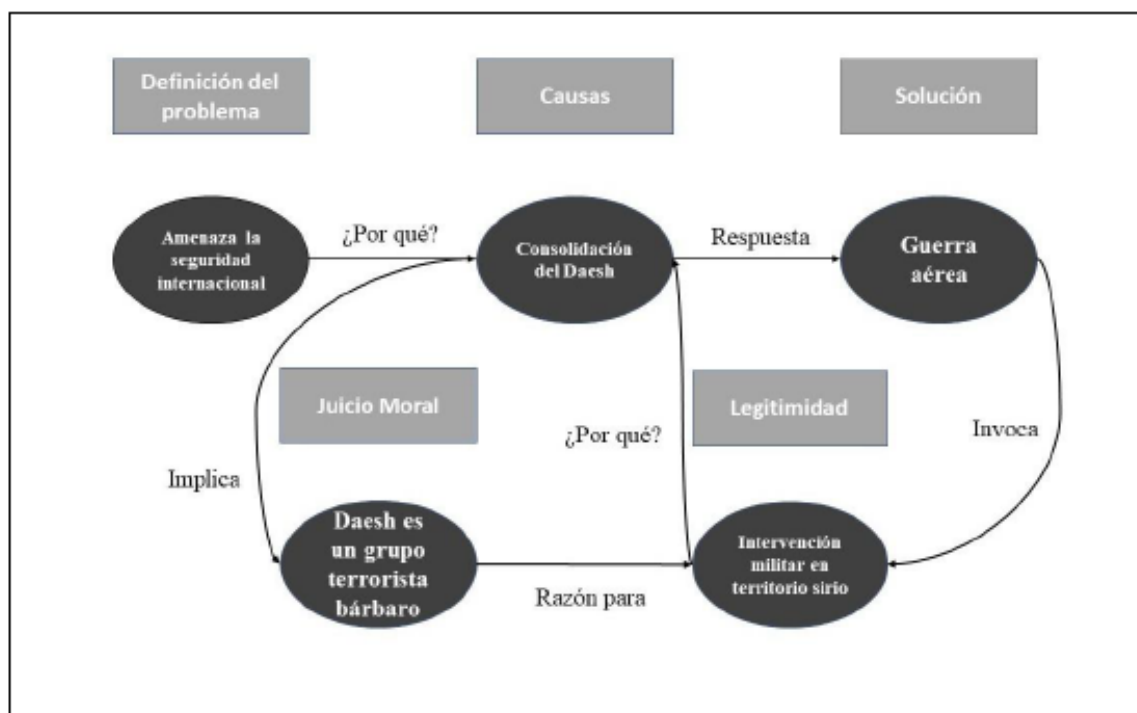 Definición del
problema
Causas
Solución
Amenaza la
seguridad
internacional
¿Por qué?
Consolidación
del Daesh
Respuesta
Guerra
aérea
Juicio Moral
Legitimidad
¿Por qué?
Invoca
Implica
Daesh es
un grupo
terrorista
bárbaro
Razón para
Intervención
militar en
territorio sirio